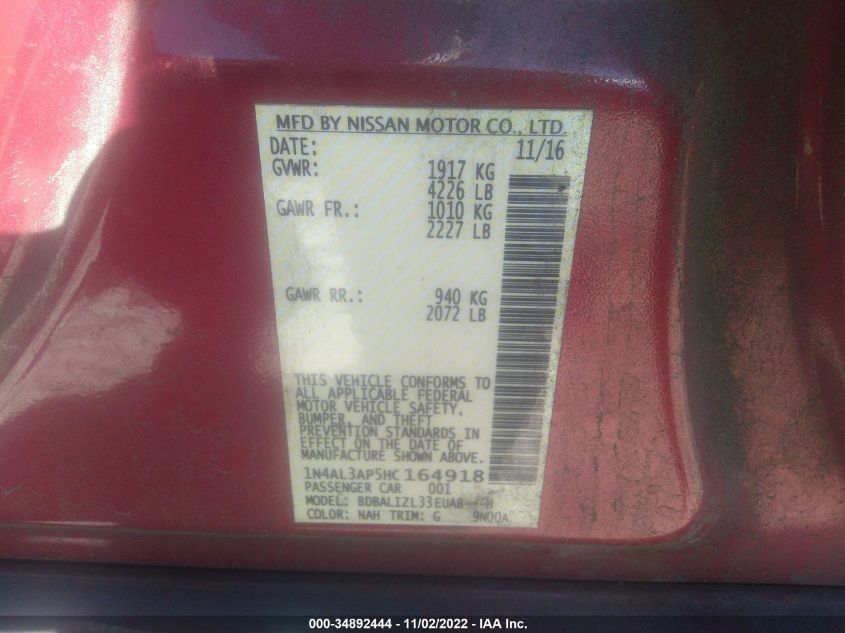 MFD BY NISSAN MOTOR CO., LTD.
DATE: 11/16
GVWR: 1917 KG
4226 LB
GAWR FR.: 1010 KG
2227 LB
GAWR RR.: 940 KG
2072 LB
THIS VEHICLE CONFORMS TO
ALL APPLICABLE FEDERAL
MOTOR VEHICLE SAFETY,
BUMPER, AND THEFT
PREVENTION STANDARDS IN
EFFECT ON THE DATE OF
MANUFACTURE SHOWN ABOVE.
1N4AL3AP5HC164918
PASSENGER CAR 001
MODEL: BDBALIZL33EUAB---H
COLOR: NAH TRIM: G 9N00A
000-34892444 - 11/02/2022 - IAA Inc.